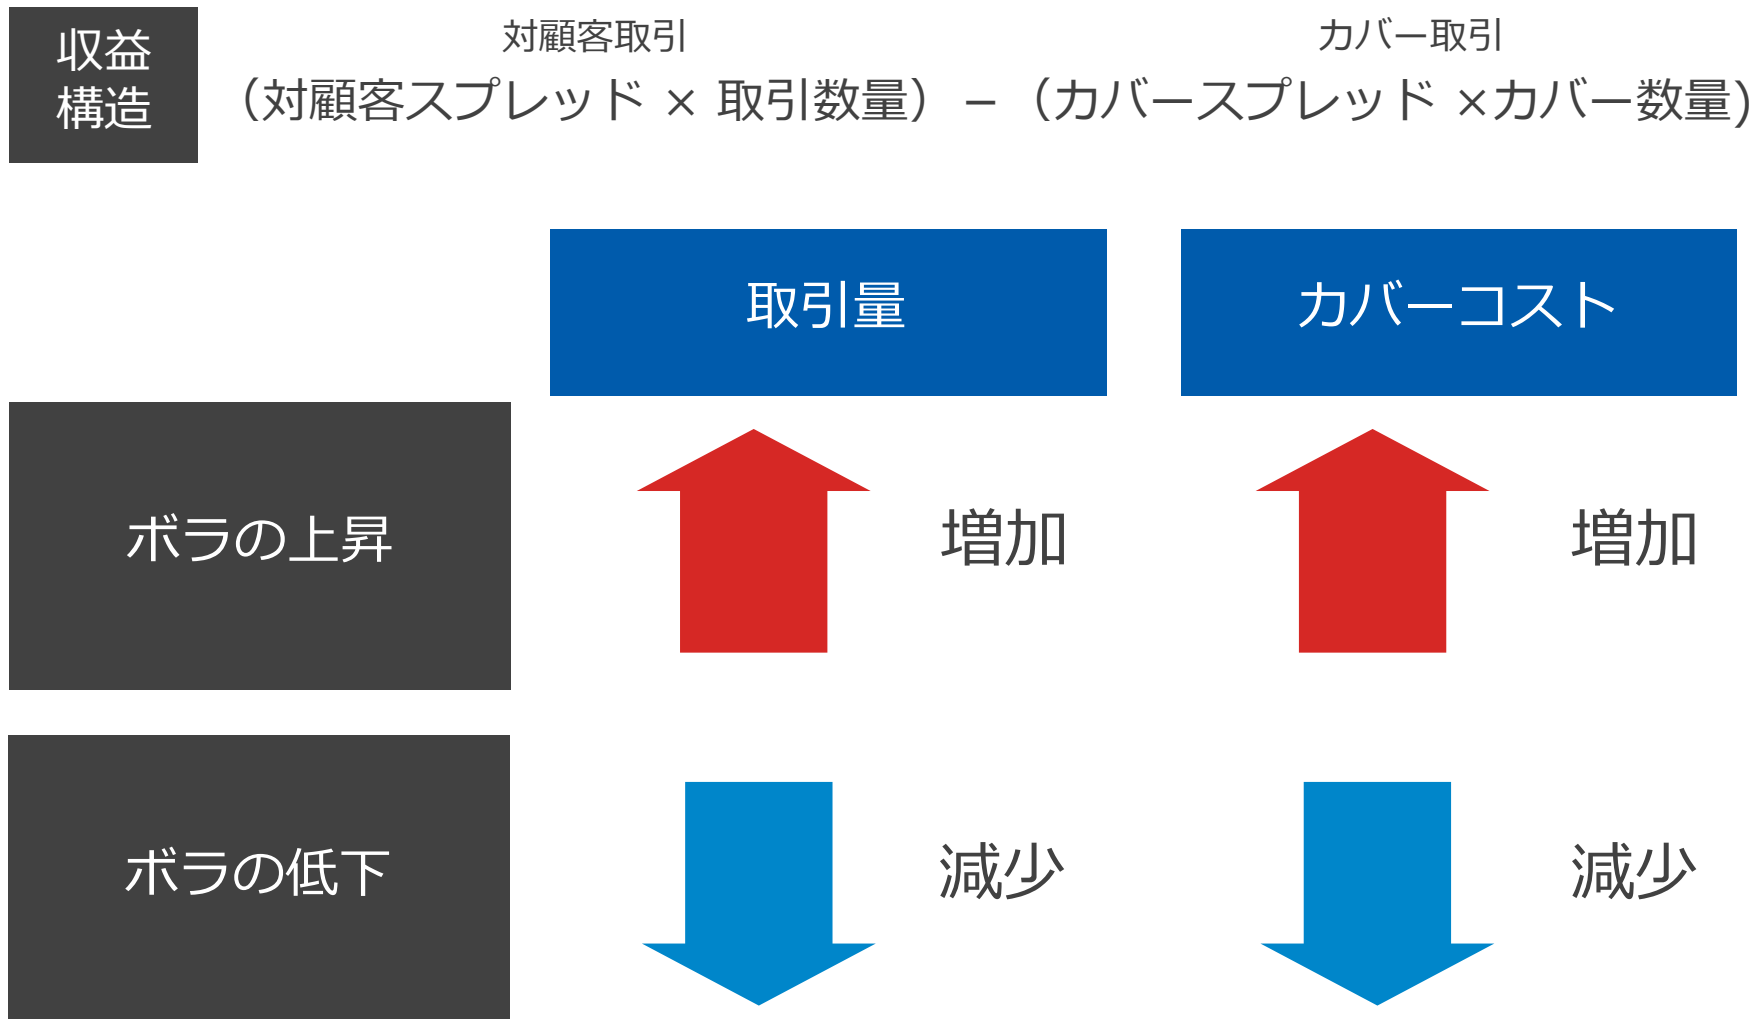 収益
構造
対顧客取引
カバー取引
（対顧客スプレッド × 取引数量）－（カバースプレッド ×カバー数量)
取引量
カバーコスト
ボラの上昇
増加
増加
ボラの低下
減少
減少